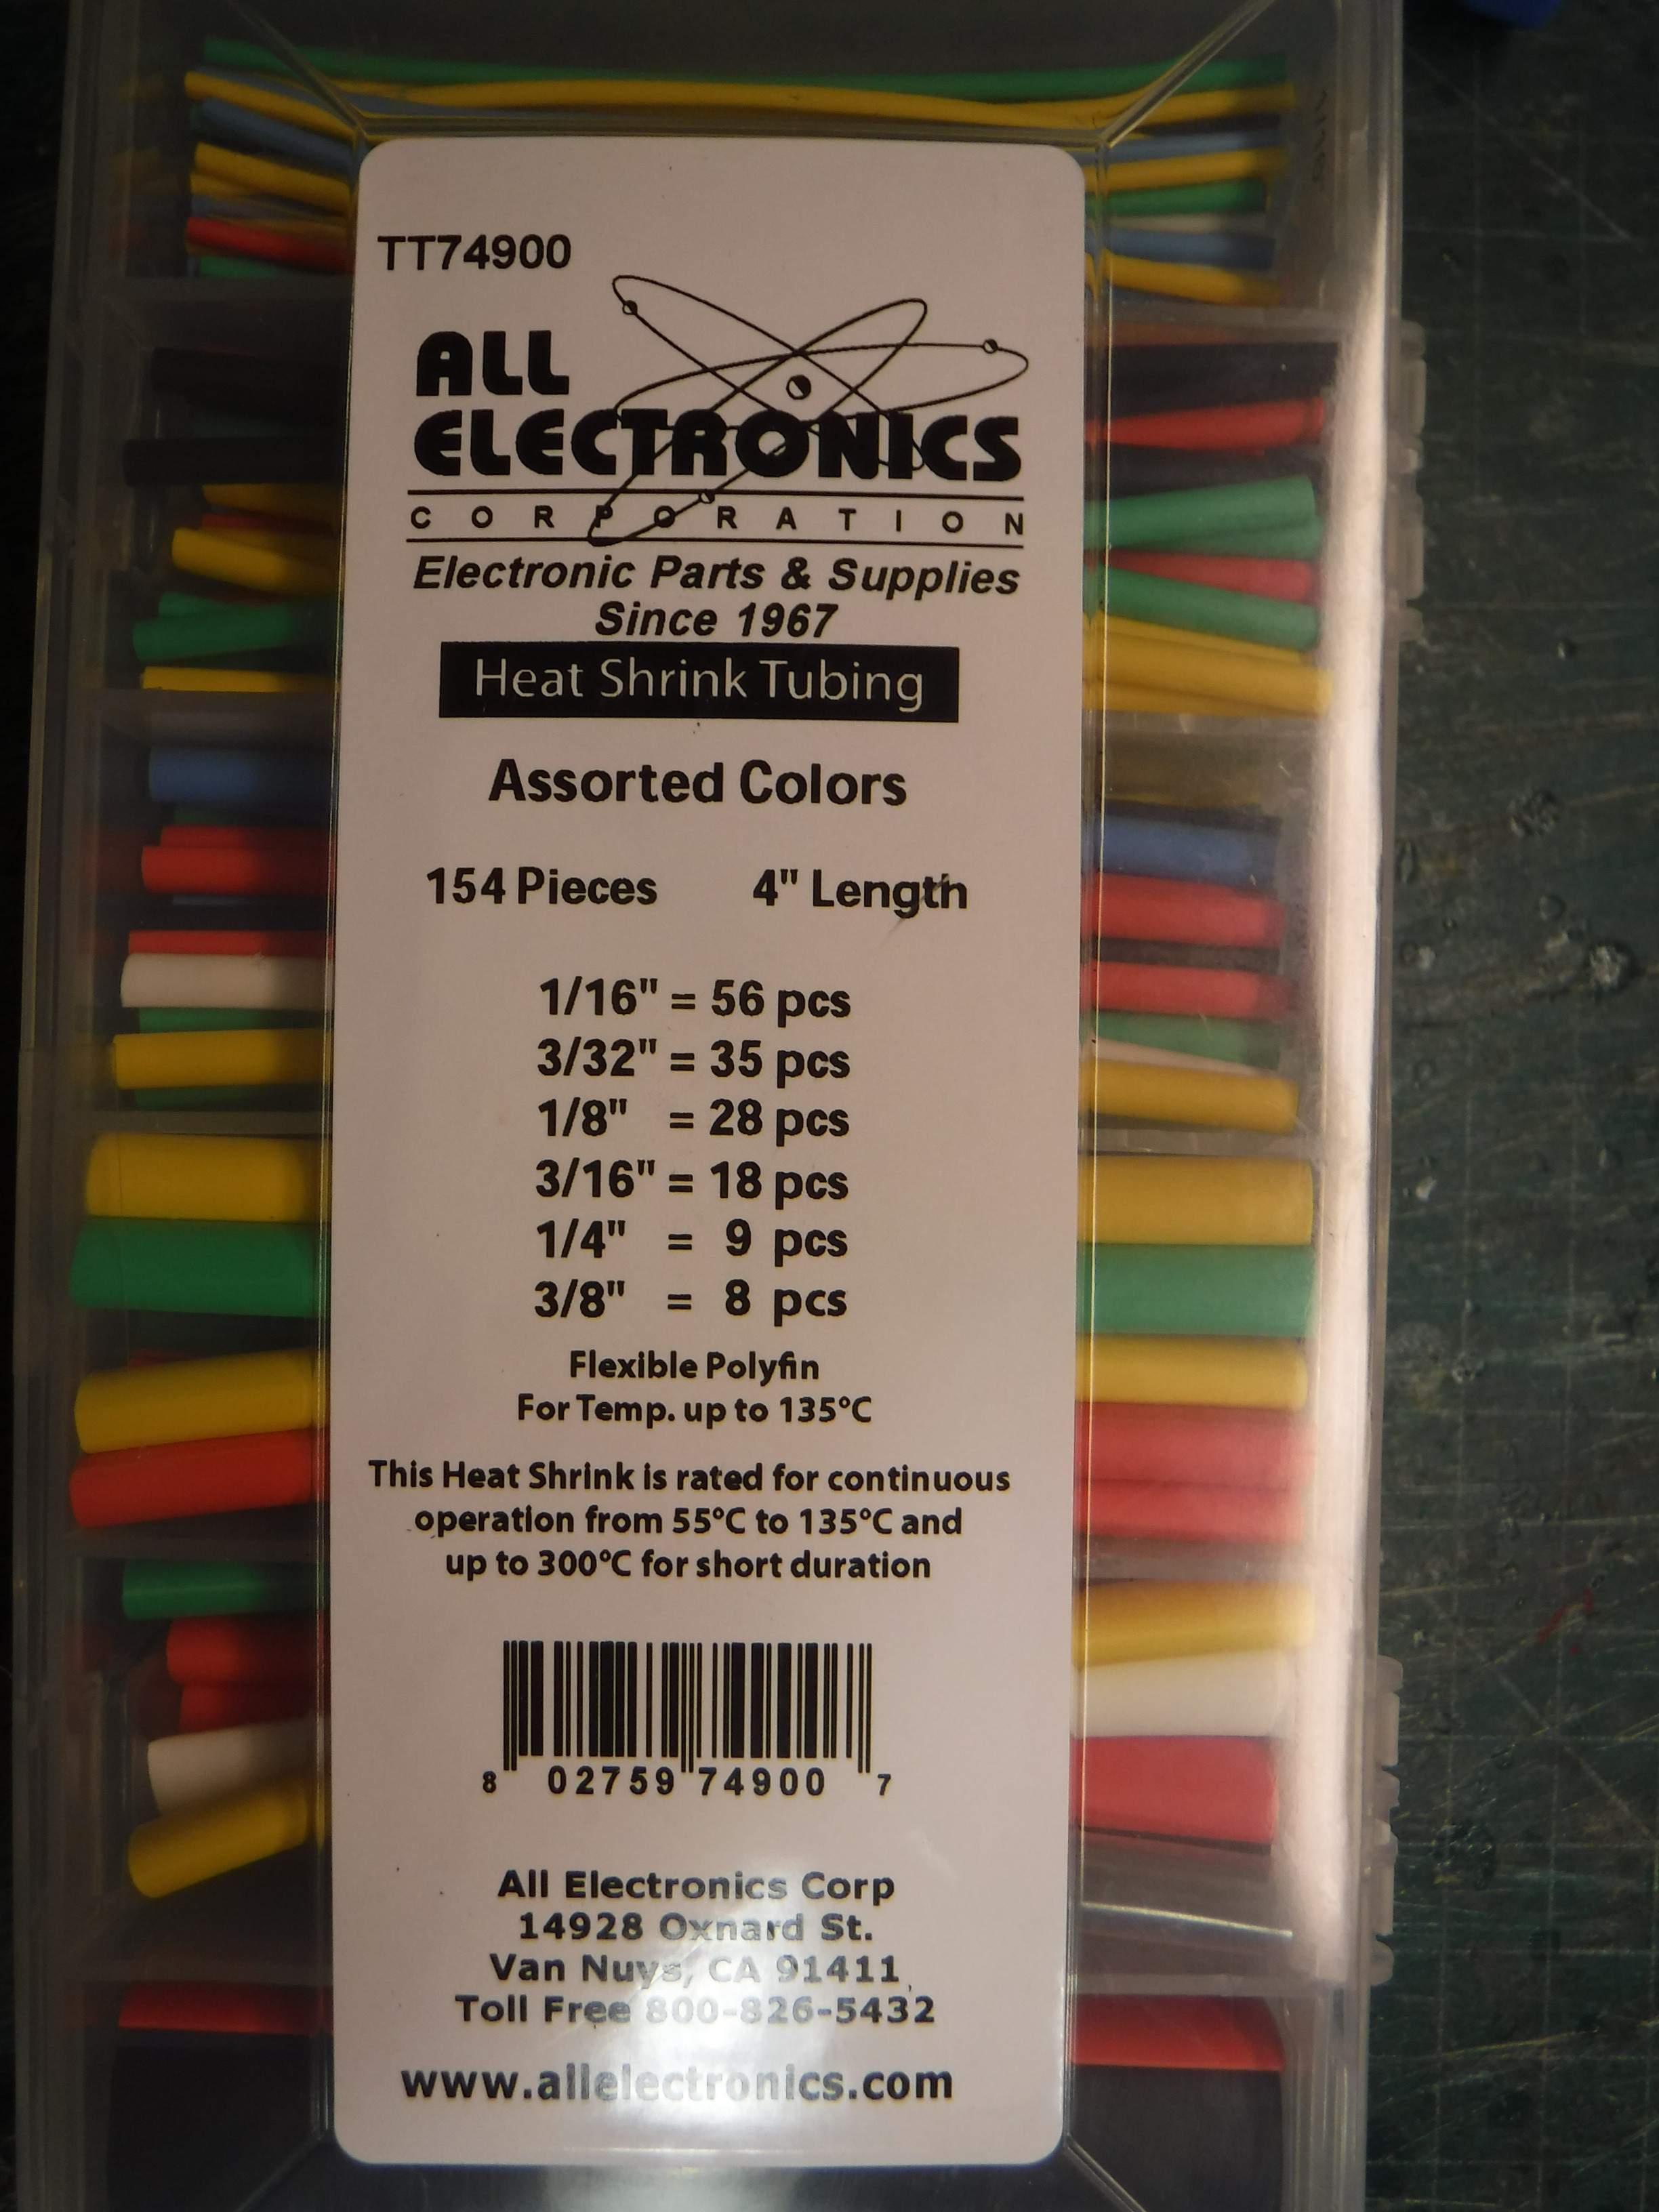 TT74900
ALL
ELECTRONICS
CORPORATION
Electronic Parts & Supplies
Since 1967
Heat Shrink Tubing
Assorted Colors
154 Pieces 4" Length
1/16" = 56 pcs
3/32" = 35 pcs
1/8" = 28 pcs
3/16" = 18 pcs
1/4" = 9 pcs
3/8" = 8 pcs
Flexible Polyfin
For Temp. up to 135°C
This Heat Shrink is rated for continuous
operation from 55°C to 135°C and
up to 300°C for short duration
8 02759 74900 7
All Electronics Corp
14928 Oxnard St.
Van Nuys, CA 91411
Toll Free 800-826-5432
www.allelectronics.com